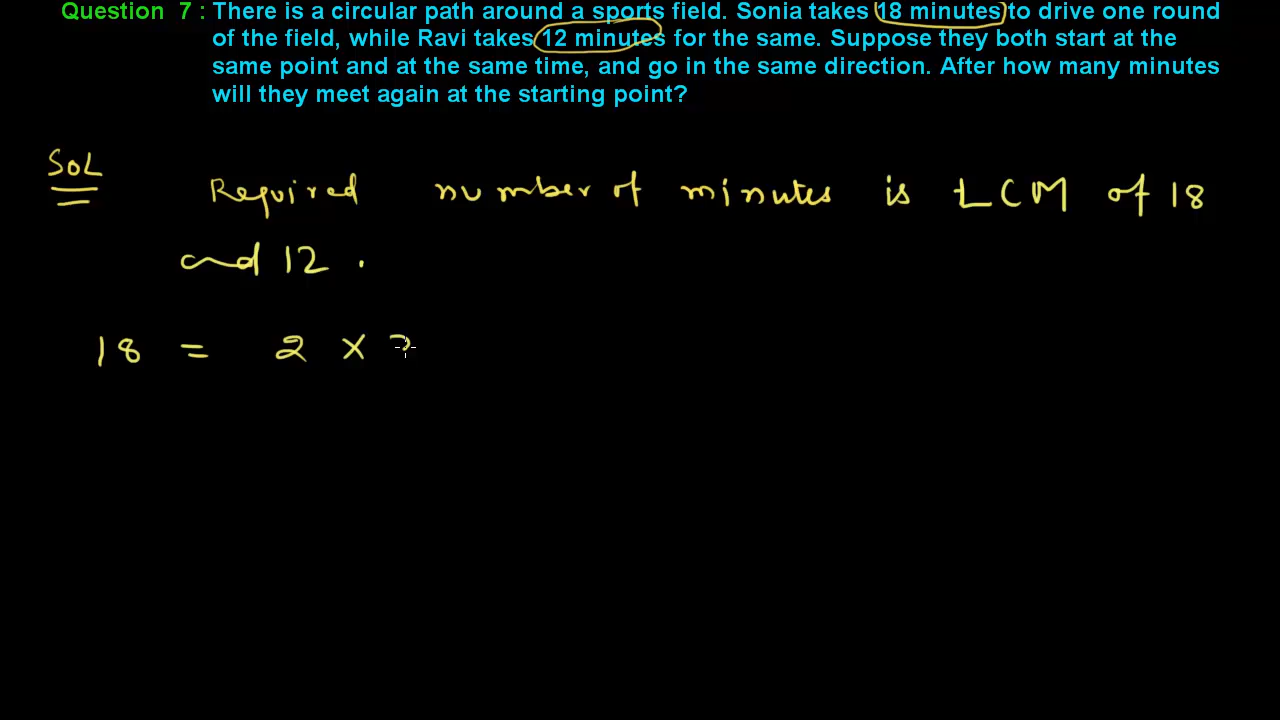 Question 7 : There is a circular path around a sports field. Sonia takes 18 minutes to drive one round
of the field, while Ravi takes 12 minutes for the same. Suppose they both start at the
same point and at the same time, and go in the same direction. After how many minutes
will they meet again at the starting point?
SOL
Required number of minutes is LCM of 18
and 12 .
18 = 2 ×